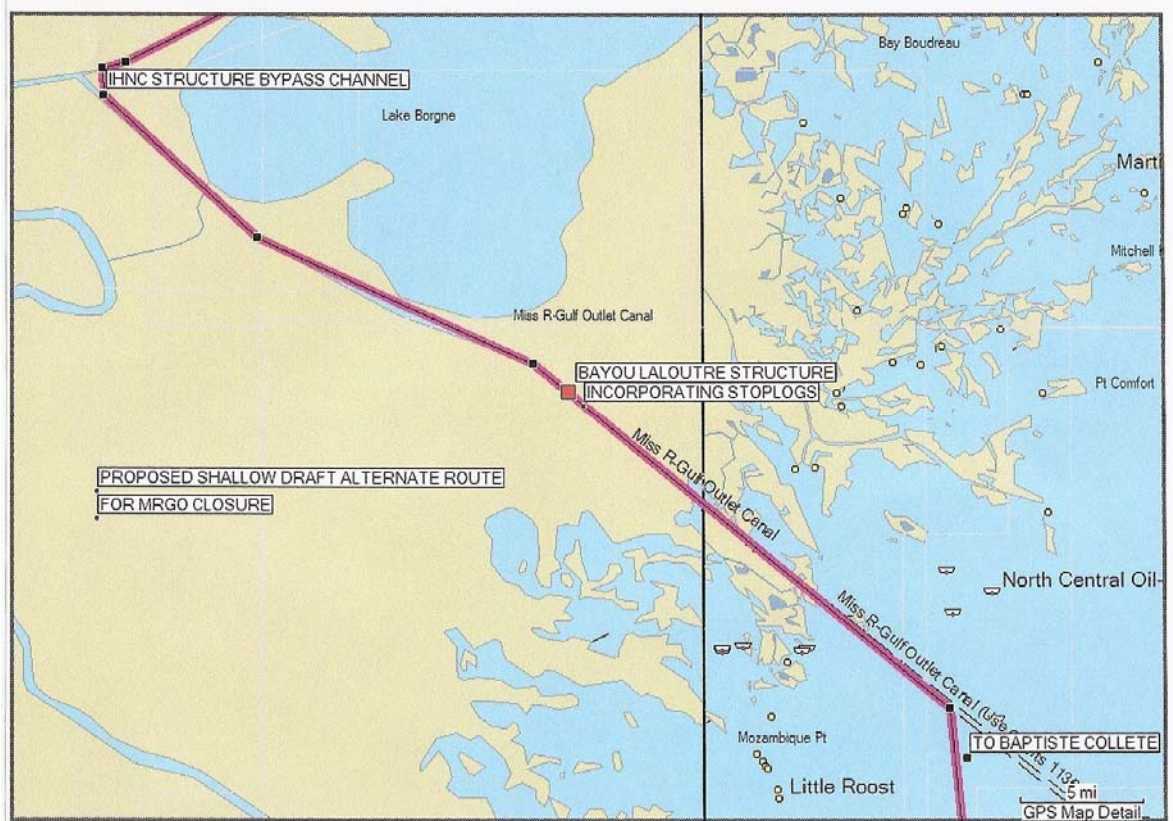 Bay Boudreau
IHNC STRUCTURE BYPASS CHANNEL
Lake Borgne
Mitchell
Miss R-Gulf Outlet Canal
BAYOU LALOUTRE STRUCTURE
INCORPORATING STOPLOGS
Pt Comfort
Miss R-Gulf Outlet Canal
PROPOSED SHALLOW DRAFT ALTERNATE ROUTE
FOR MRGO CLOSURE
North Central Oil-
Miss R-Gulf Outlet Canal (Use
1136
Mozambique Pt
TO BAPTISTE COLLETE
Little Roost
5 mi
GPS Map Detail